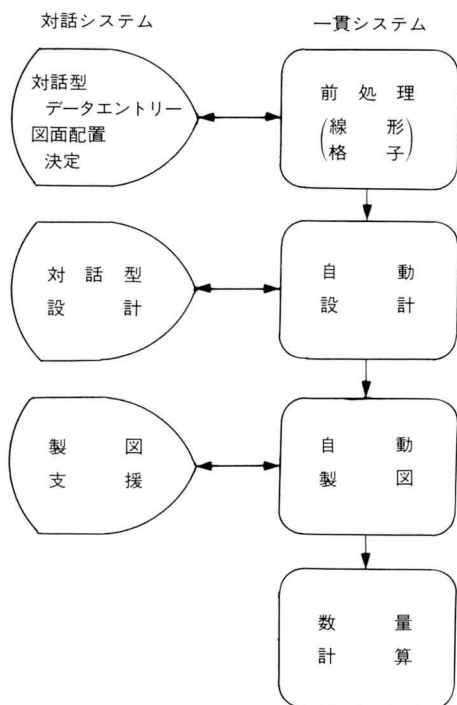 対話システム
一貫システム
対話型
データエントリー
図面配置
決定
前処理
(線形
格子)
対話型
設計
自動
設計
製図
支援
自動
製図
数量
計算